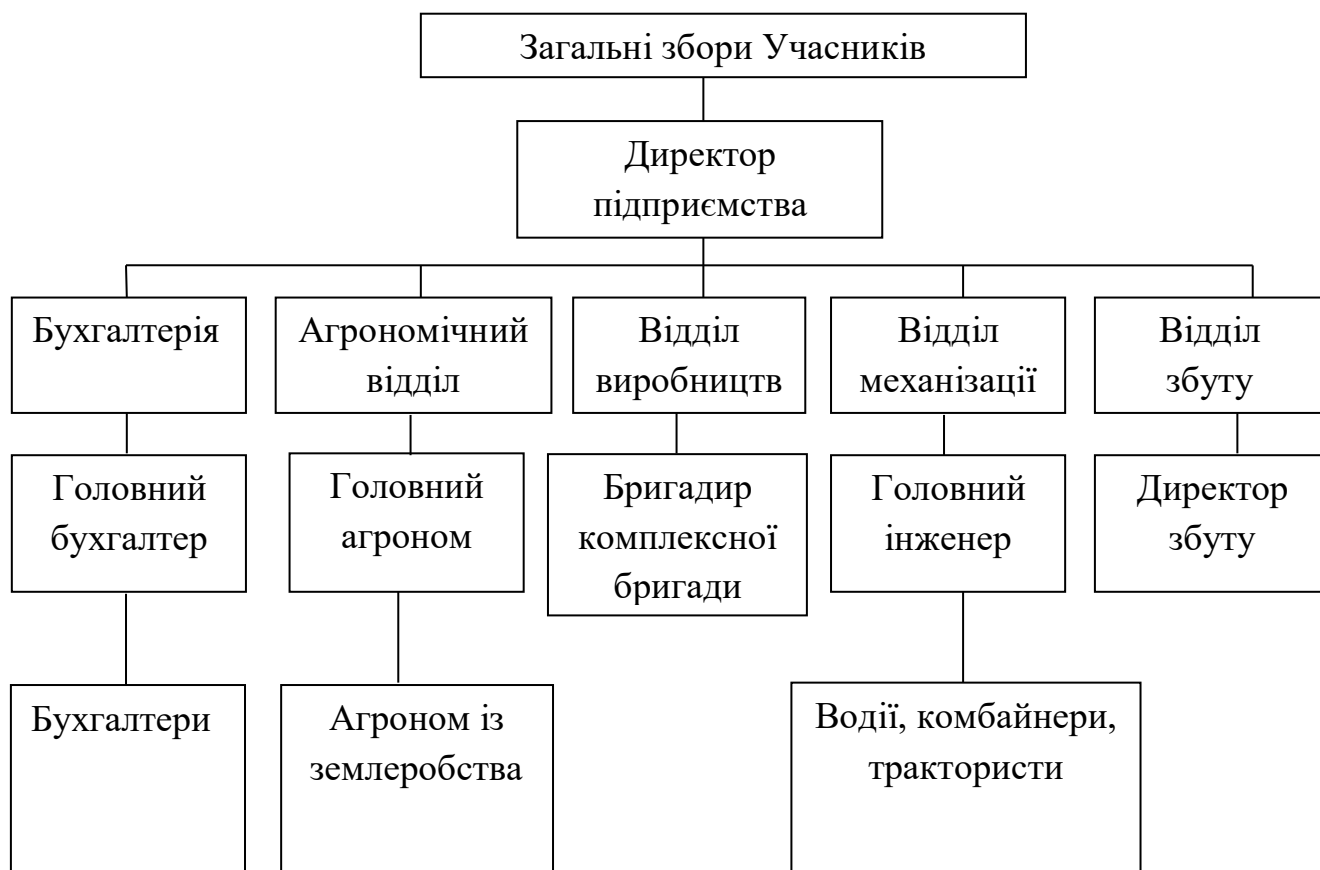 Загальні збори Учасників
Директор
підприємства
Бухгалтерія
Агрономічний
відділ
Відділ
виробництв
Відділ
механізації
Відділ
збуту
Головний
бухгалтер
Головний
агроном
Бригадир
комплексної
бригади
Головний
інженер
Директор
збуту
Бухгалтери
Агроном із
землеробства
Водії, комбайнери,
трактористи